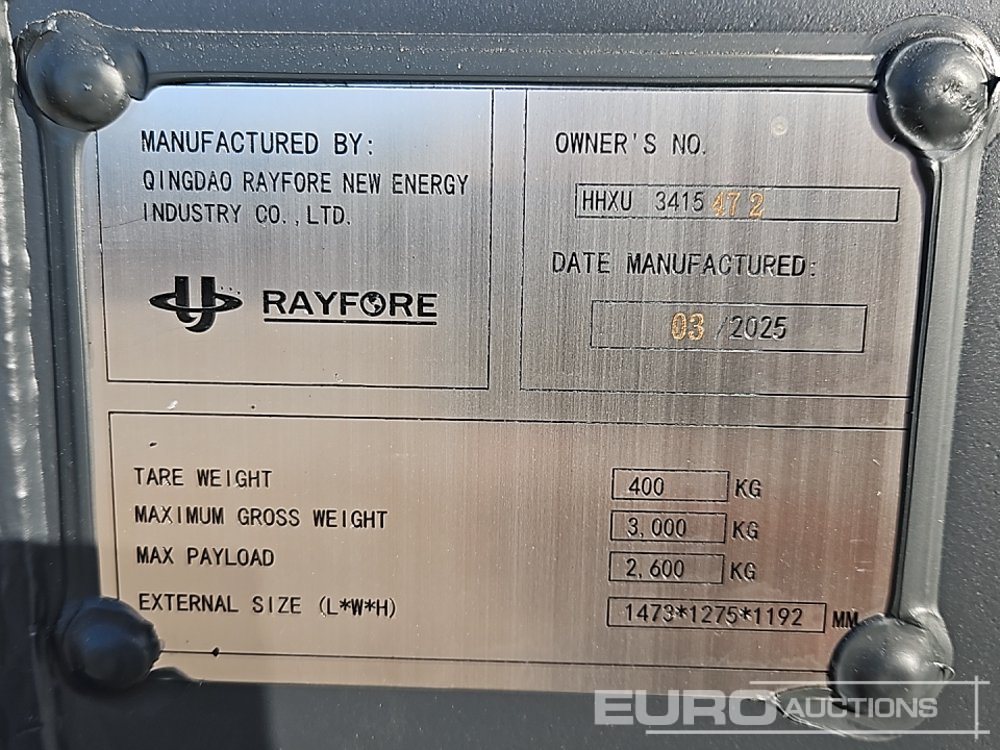 MANUFACTURED BY:
QINGDAO RAYFORE NEW ENERGY
INDUSTRY CO.,LTD.
RAYFORE
OWNER'S NO.
HHXU 3415 47 2
DATE MANUFACTURED:
03 /2025
TARE WEIGHT 400 KG
MAXIMUM GROSS WEIGHT 3,000 KG
MAX PAYLOAD 2,600 KG
EXTERNAL SIZE (L*W*H) 1473*1275*1192 MM
EURO AUCTIONS